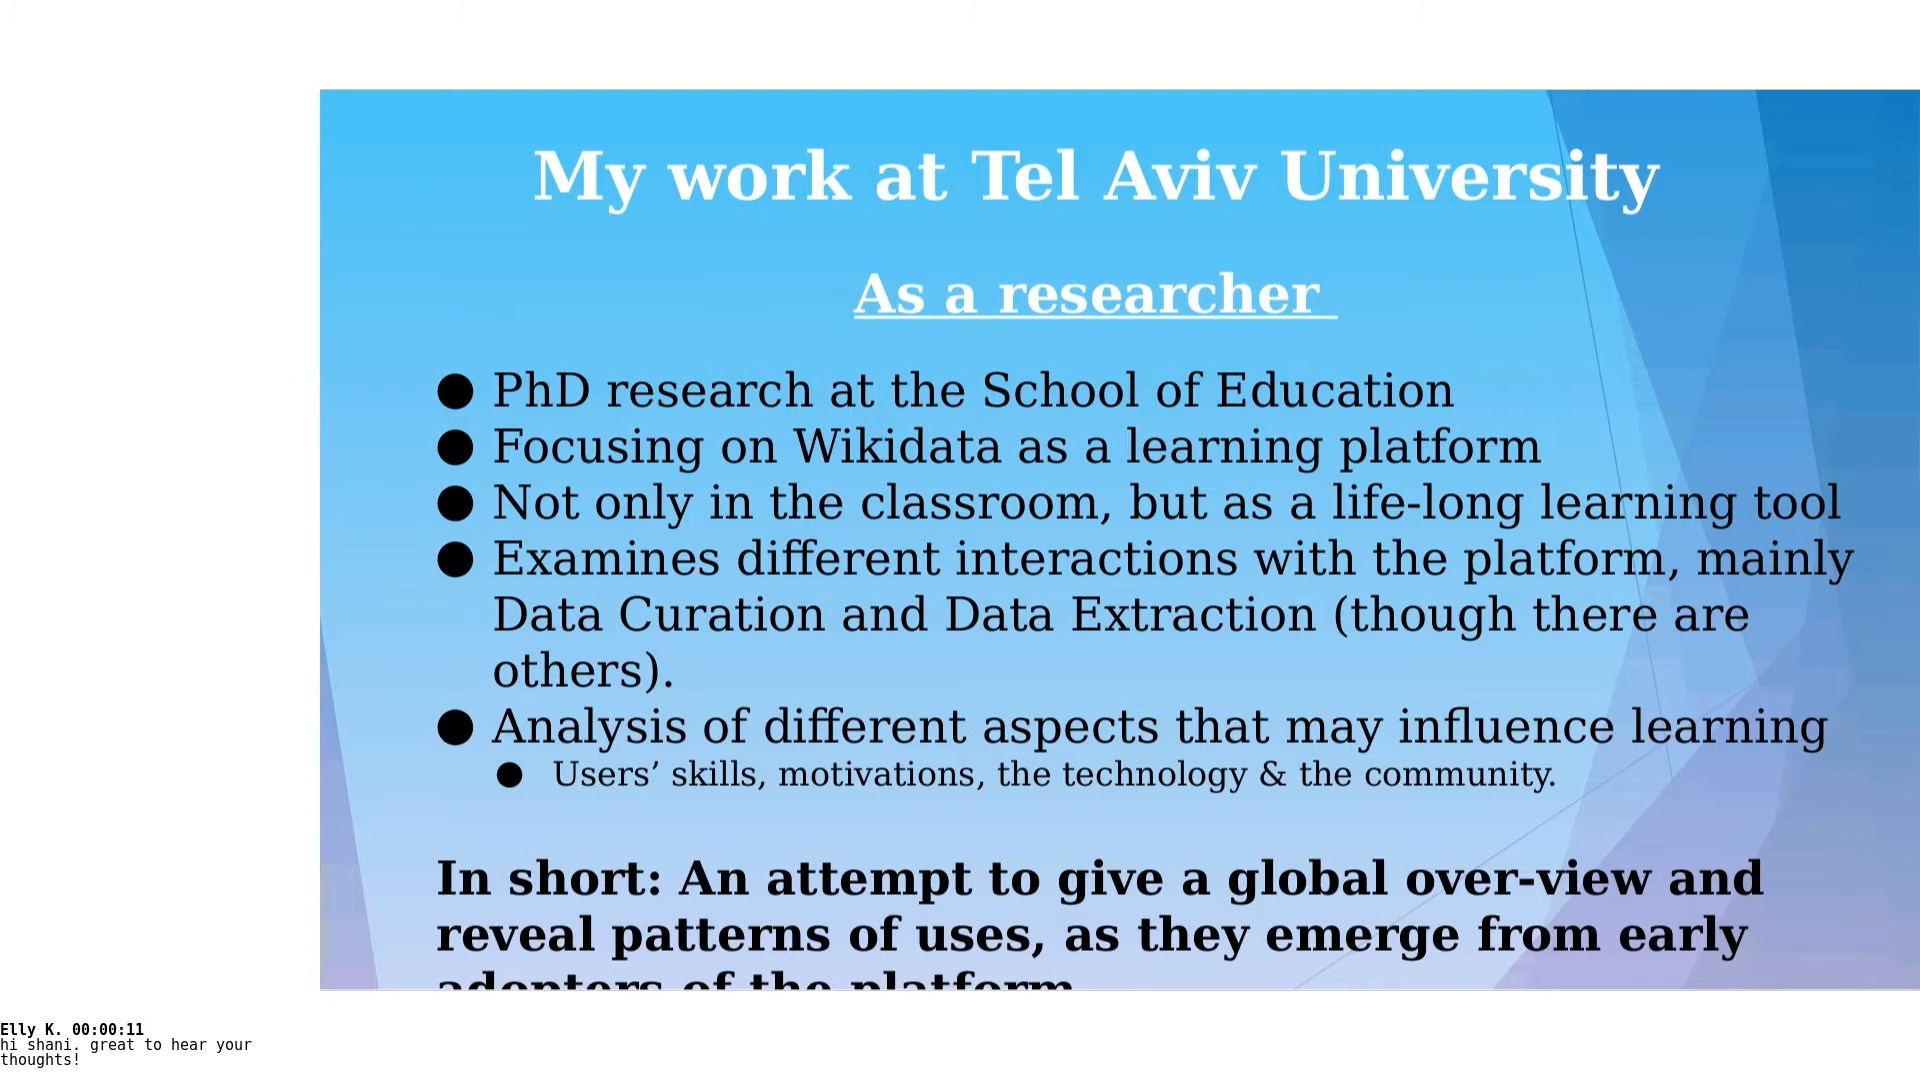 My work at Tel Aviv University
As a researcher
● PhD research at the School of Education
● Focusing on Wikidata as a learning platform
● Not only in the classroom, but as a life-long learning tool
● Examines different interactions with the platform, mainly
Data Curation and Data Extraction (though there are
others).
● Analysis of different aspects that may influence learning
● Users’ skills, motivations, the technology & the community.
In short: An attempt to give a global over-view and
reveal patterns of uses, as they emerge from early
adopters of the platform
Elly K. 00:00:11
hi shani. great to hear your
thoughts!